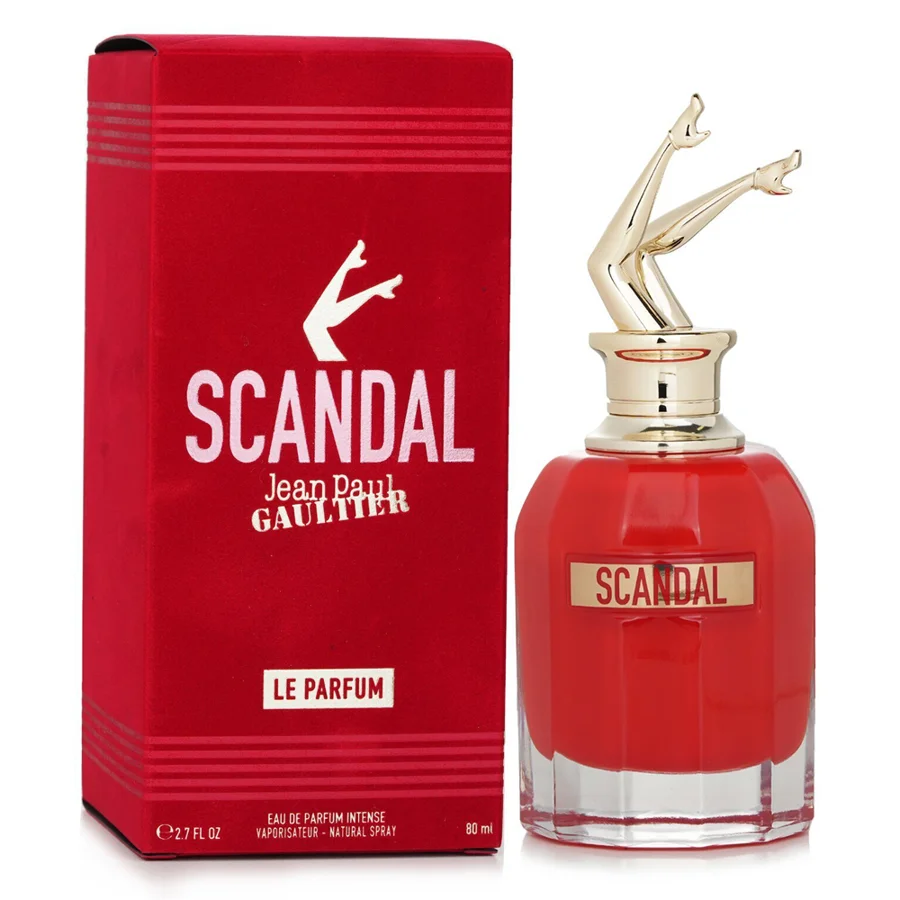 SCANDAL
Jean Paul
GAULTIER
LE PARFUM
EAU DE PARFUM INTENSE
℮2.7 FL OZ VAPORISATEUR - NATURAL SPRAY 80 ml
SCANDAL